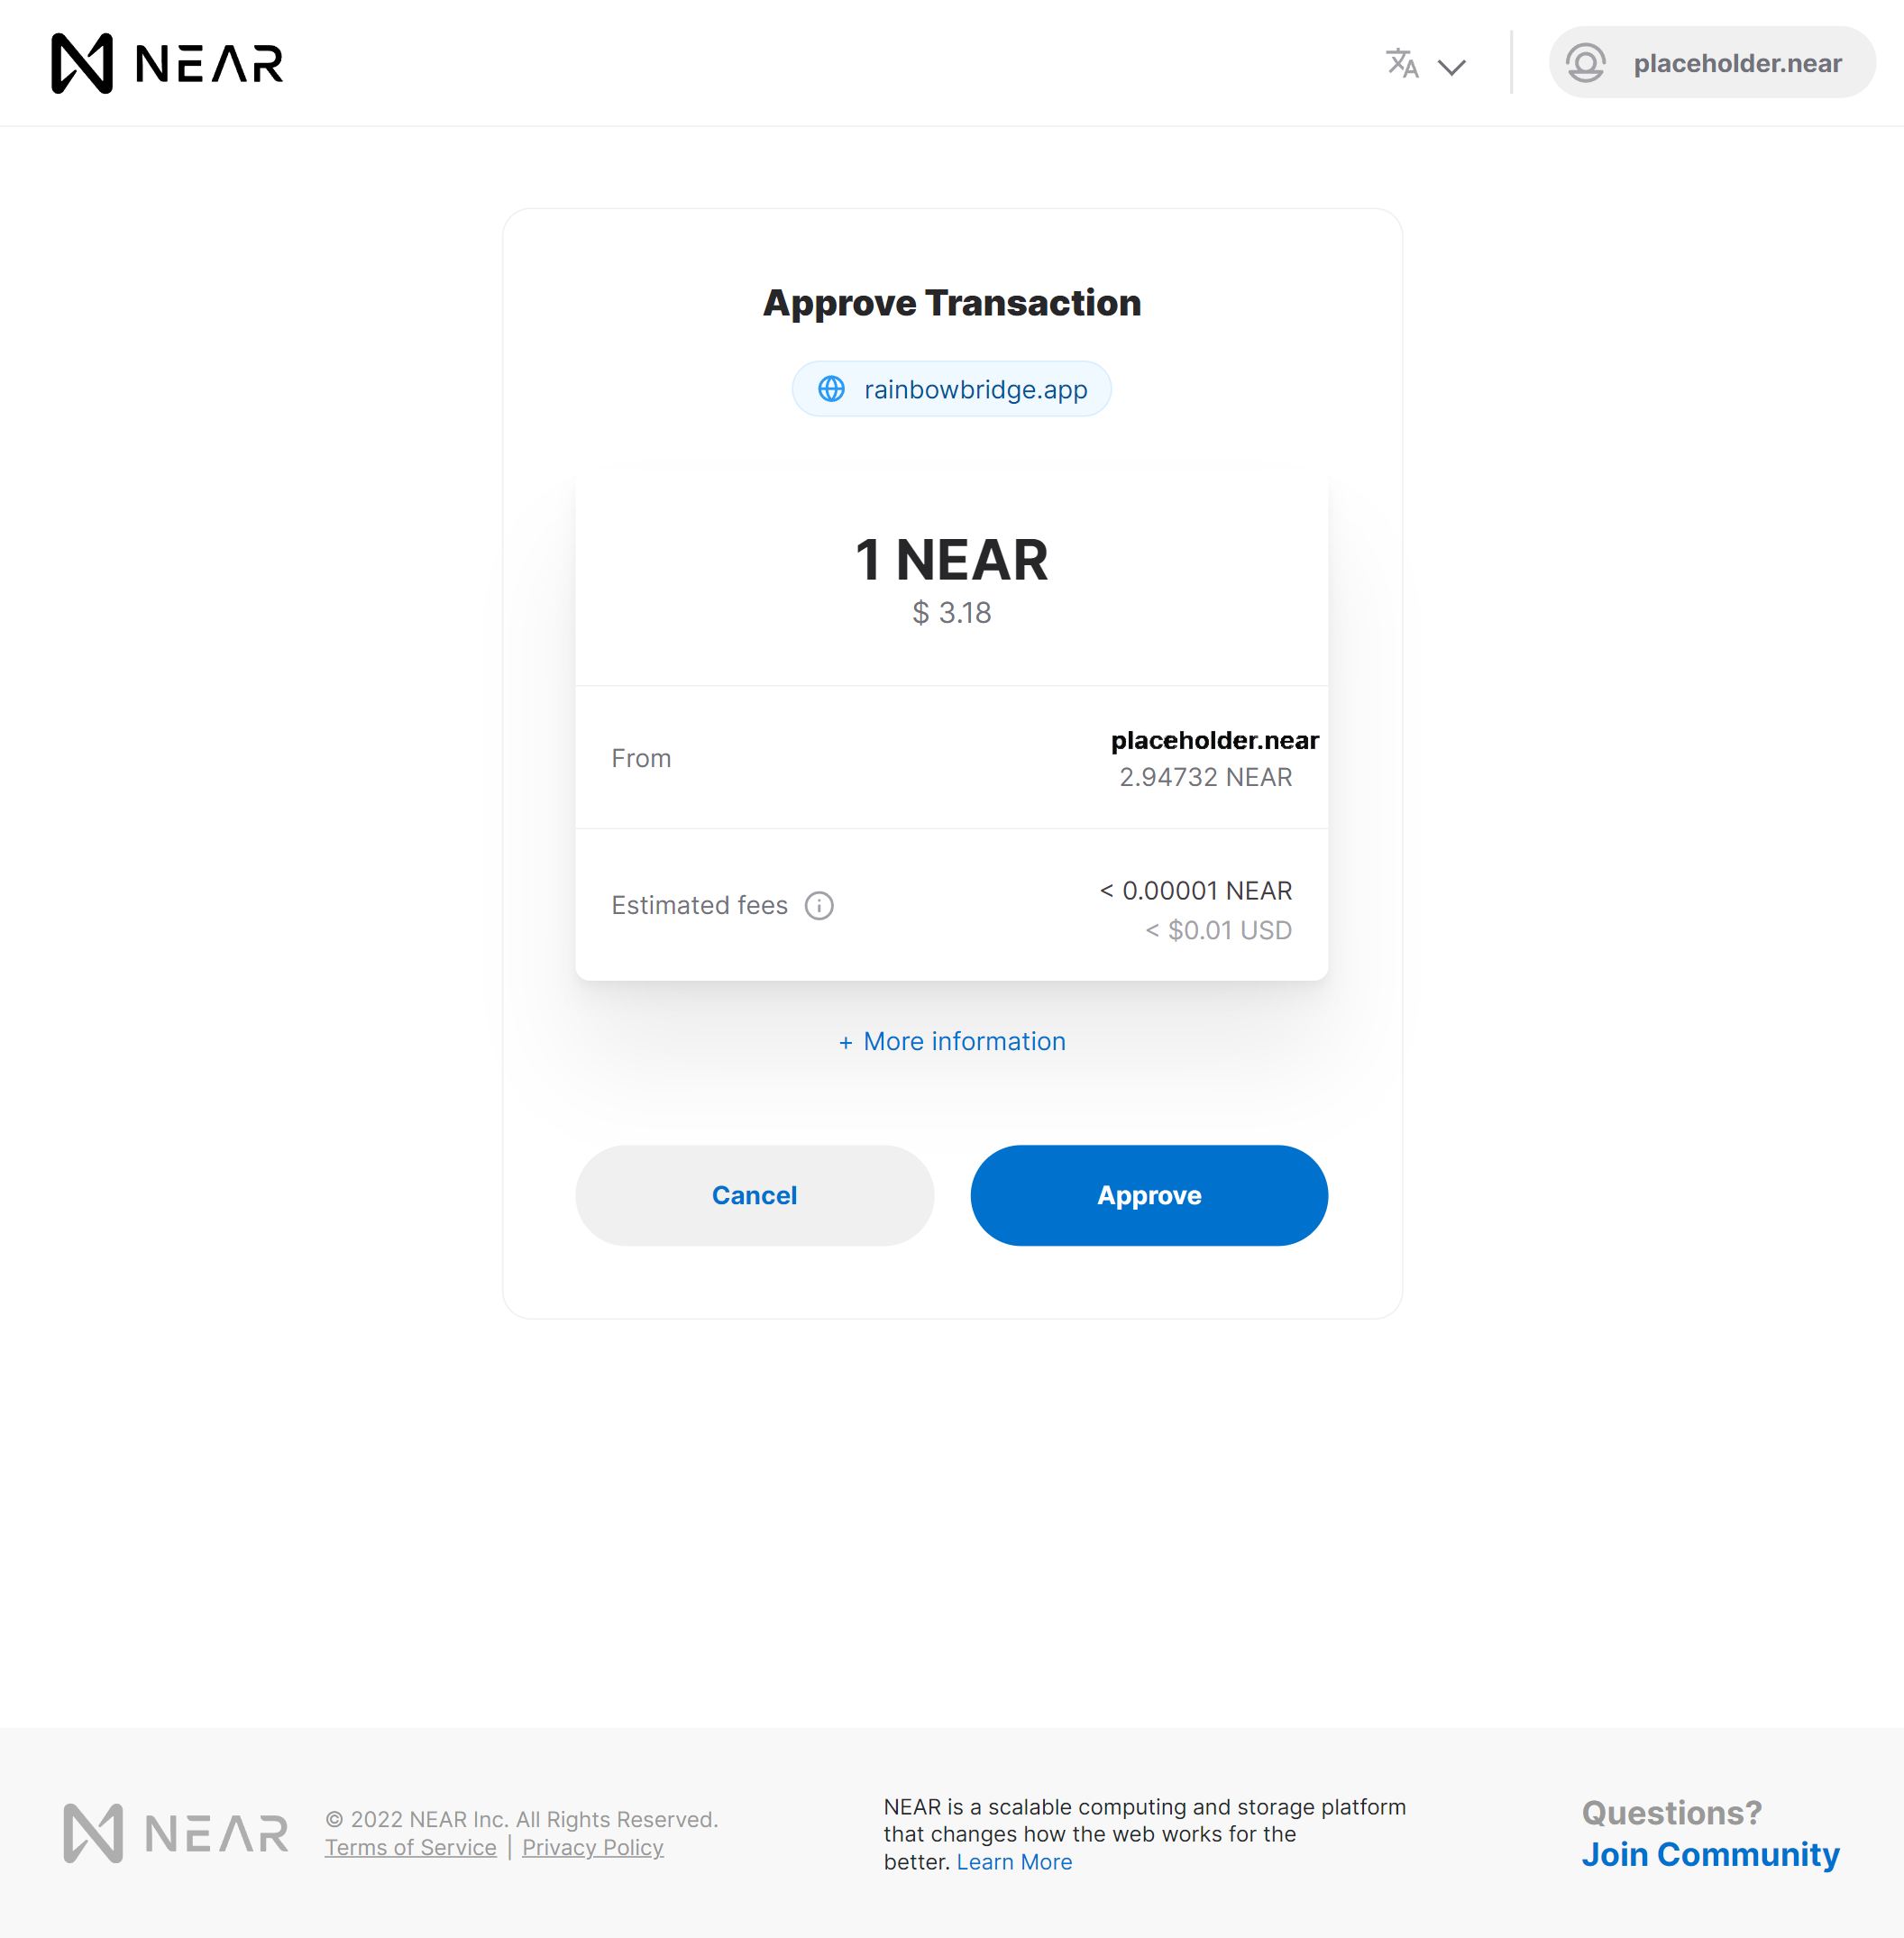 NEAR
placeholder.near
Approve Transaction
rainbowbridge.app
1 NEAR
$ 3.18
From
placeholder.near
2.94732 NEAR
Estimated fees
< 0.00001 NEAR
< $0.01 USD
+ More information
Cancel
Approve
NEAR
© 2022 NEAR Inc. All Rights Reserved.
Terms of Service | Privacy Policy
NEAR is a scalable computing and storage platform
that changes how the web works for the
better. Learn More
Questions?
Join Community